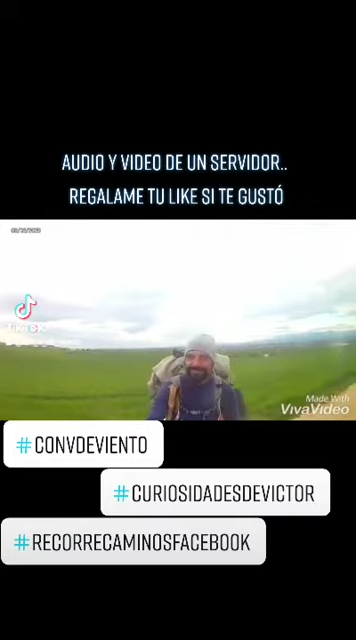 AUDIO Y VIDEO DE UN SERVIDOR..
REGALAME TU LIKE SI TE GUSTÓ
TikTok
Made With
VivaVideo
#CONVDEVIENTO
#CURIOSIDADESDEVICTOR
#RECORRECAMINOSFACEBOOK